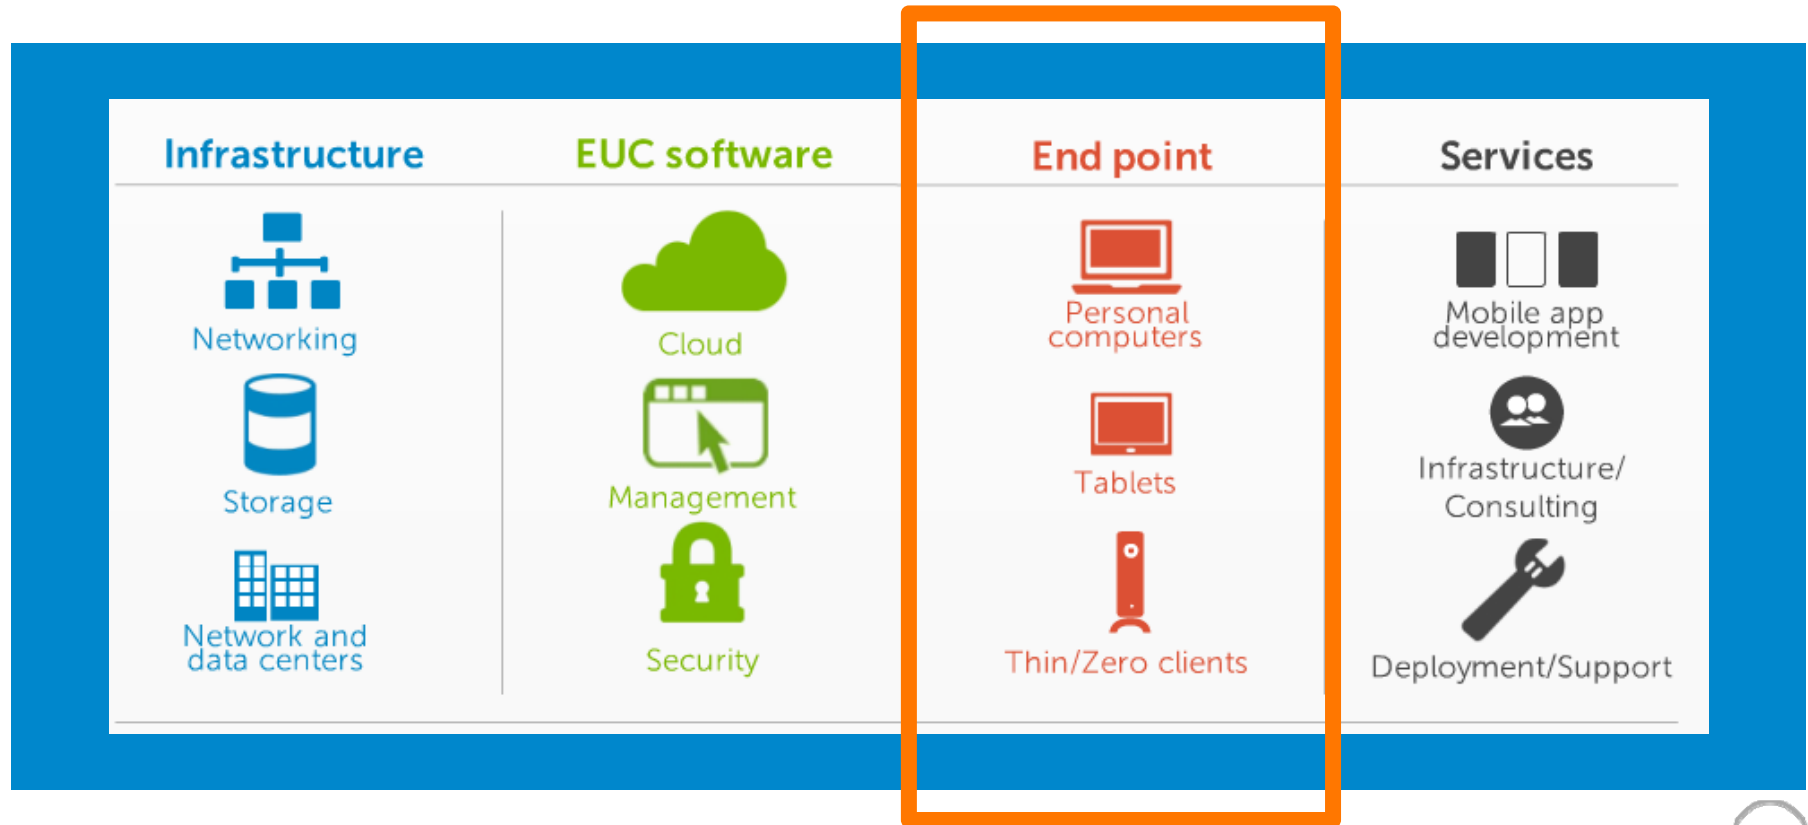 Infrastructure
Networking
Storage
Network and
data centers
EUC software
Cloud
Management
Security
End point
Personal
computers
Tablets
Thin/Zero clients
Services
Mobile app
development
Infrastructure/
Consulting
Deployment/Support